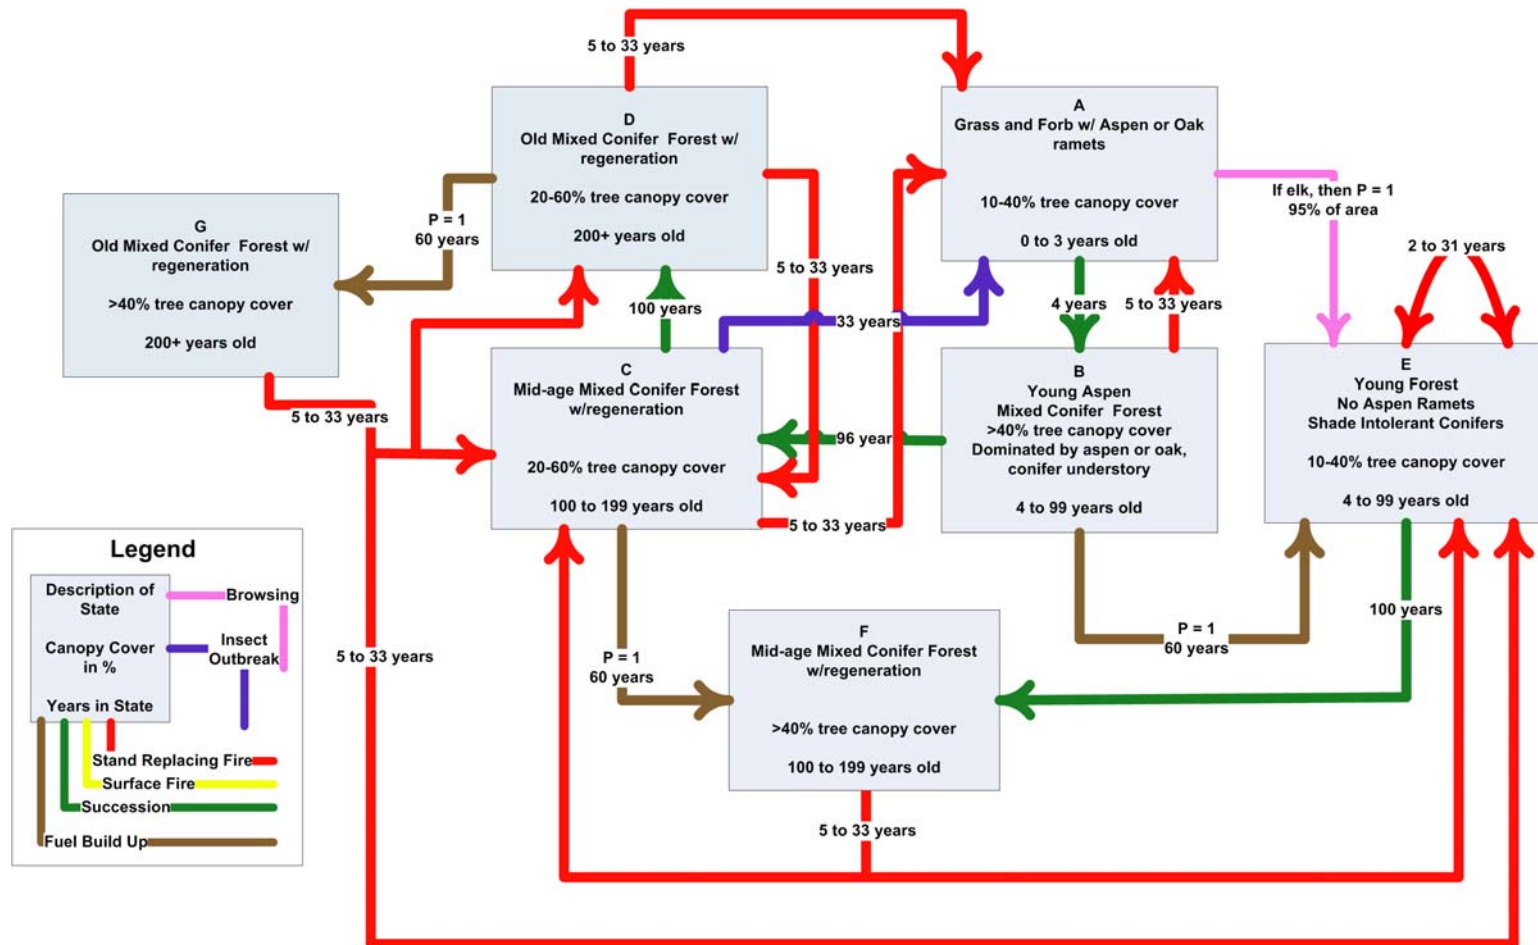 5 to 33 years
D
Old Mixed Conifer Forest w/
regeneration
20-60% tree canopy cover
200+ years old
A
Grass and Forb w/ Aspen or Oak
ramets
10-40% tree canopy cover
0 to 3 years old
G
Old Mixed Conifer Forest w/
regeneration
>40% tree canopy cover
200+ years old
P = 1
60 years
If elk, then P = 1
95% of area
2 to 31 years
5 to 33 years
100 years
33 years
4 years
5 to 33 years
C
Mid-age Mixed Conifer Forest
w/regeneration
20-60% tree canopy cover
100 to 199 years old
B
Young Aspen
Mixed Conifer Forest
>40% tree canopy cover
Dominated by aspen or oak,
conifer understory
4 to 99 years old
E
Young Forest
No Aspen Ramets
Shade Intolerant Conifers
10-40% tree canopy cover
4 to 99 years old
5 to 33 years
96 year
5 to 33 years
Legend
Description of
State
Canopy Cover
in %
Years in State
Browsing
Insect
Outbreak
Stand Replacing Fire
Surface Fire
Succession
Fuel Build Up
5 to 33 years
P = 1
60 years
F
Mid-age Mixed Conifer Forest
w/regeneration
>40% tree canopy cover
100 to 199 years old
P = 1
60 years
100 years
5 to 33 years